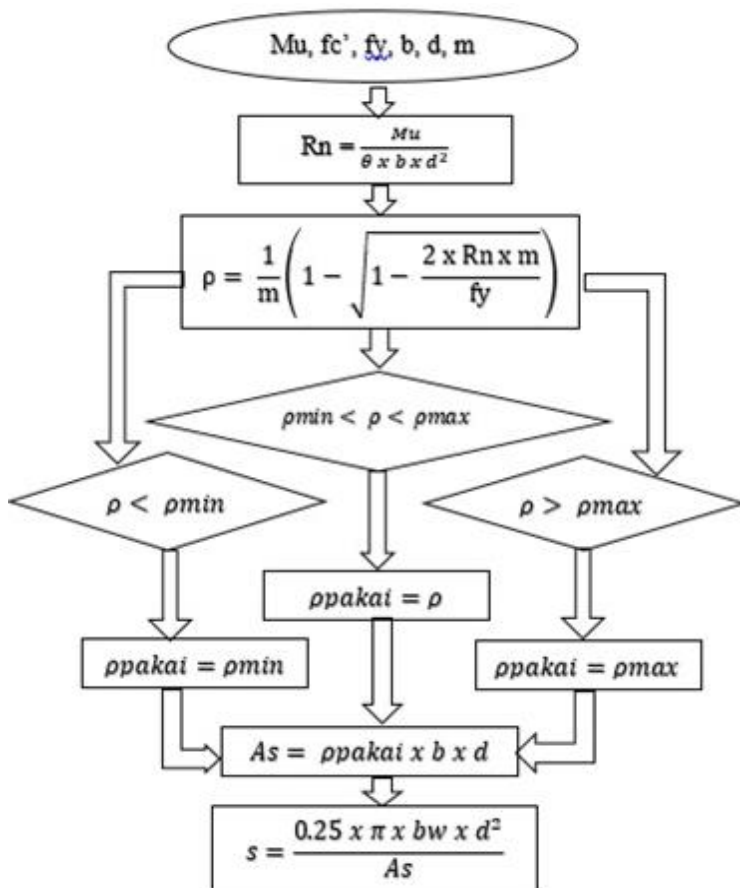 Mu, fc’, fy, b, d, m
Rn = Mu / θ x b x d²
ρ = 1/m (1 − √(1 − 2 x Rn x m / fy))
ρmin < ρ < ρmax
ρ < ρmin
ρ > ρmax
ρpakai = ρ
ρpakai = ρmin
ρpakai = ρmax
As = ρpakai x b x d
s = 0.25 x π x bw x d² / As